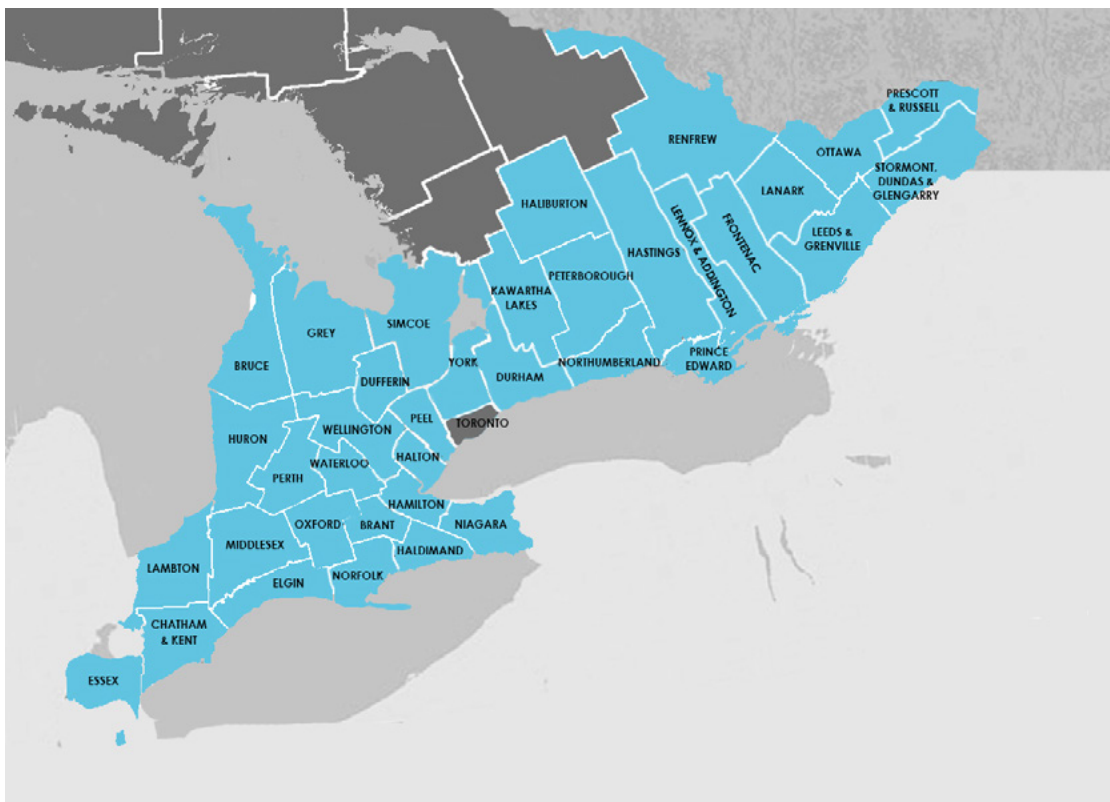 PRESCOTT
& RUSSELL
RENFREW
OTTAWA
STORMONT,
DUNDAS &
GLENGARRY
LANARK
HALIBURTON
LENNOX & ADDINGTON
FRONTENAC
LEEDS &
GRENVILLE
HASTINGS
PETERBOROUGH
KAWARTHA
LAKES
SIMCOE
GREY
BRUCE
YORK
PRINCE
EDWARD
NORTHUMBERLAND
DURHAM
DUFFERIN
PEEL
TORONTO
WELLINGTON
HURON
HALTON
WATERLOO
PERTH
HAMILTON
OXFORD
BRANT
NIAGARA
MIDDLESEX
HALDIMAND
LAMBTON
NORFOLK
ELGIN
CHATHAM
& KENT
ESSEX